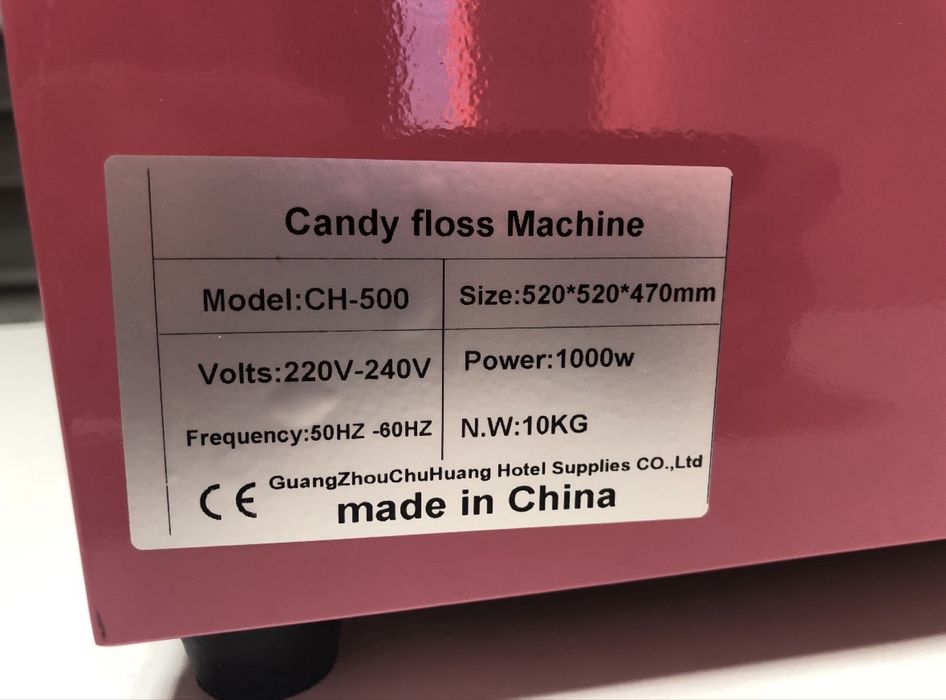 Candy floss Machine
Model:CH-500
Size:520*520*470mm
Volts:220V-240V
Power:1000w
Frequency:50HZ -60HZ
N.W:10KG
GuangZhouChuHuang Hotel Supplies CO.,Ltd
CE made in China